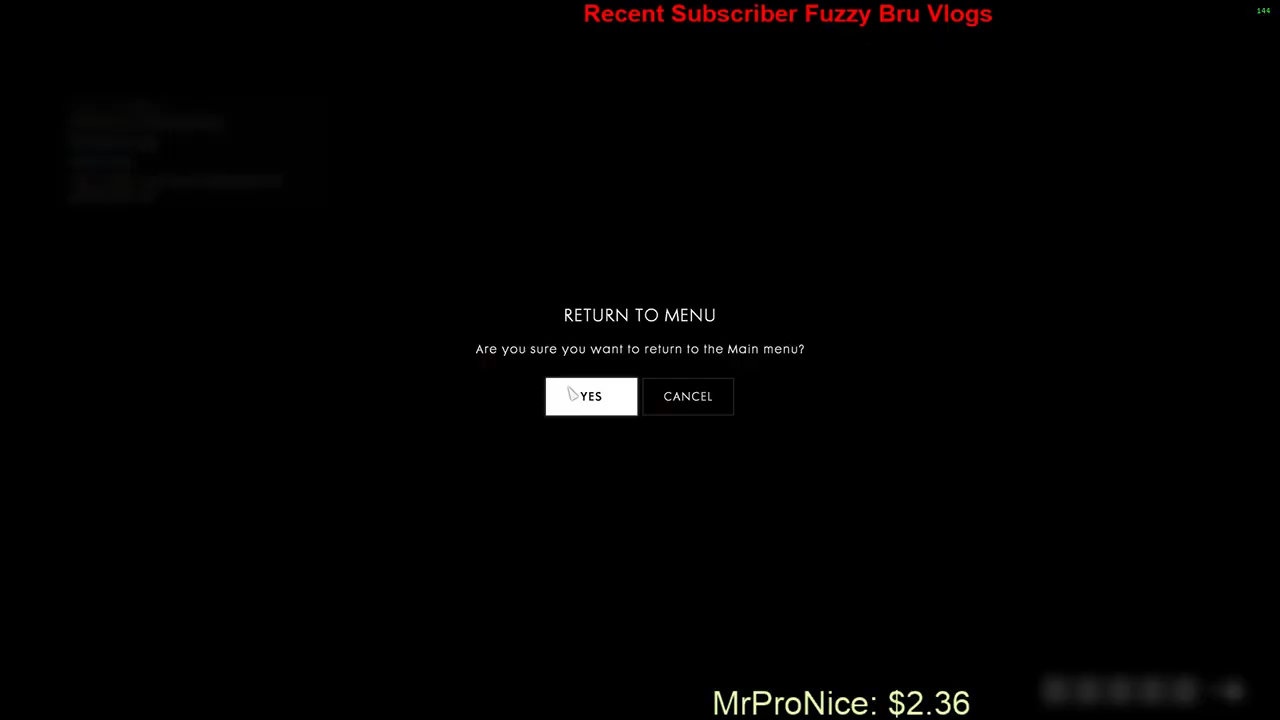 Recent Subscriber Fuzzy Bru Vlogs
144
RETURN TO MENU
Are you sure you want to return to the Main menu?
YES
CANCEL
MrProNice: $2.36